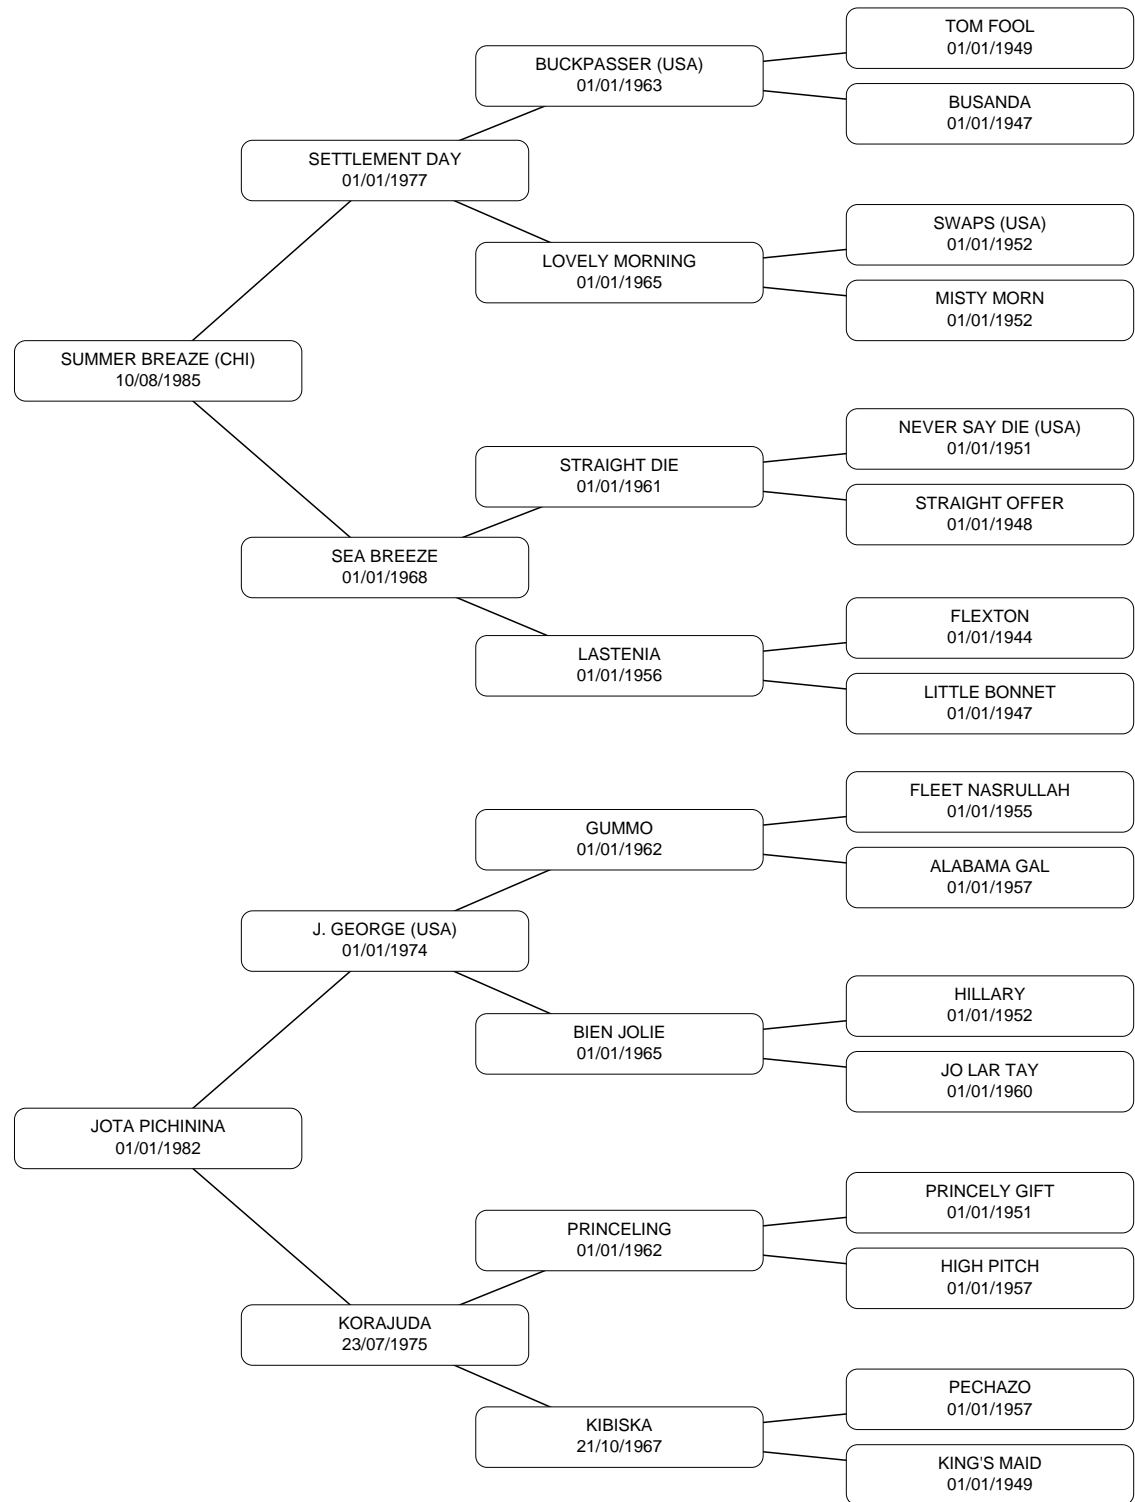 TOM FOOL
01/01/1949
BUCKPASSER (USA)
01/01/1963
BUSANDA
01/01/1947
SETTLEMENT DAY
01/01/1977
SWAPS (USA)
01/01/1952
LOVELY MORNING
01/01/1965
MISTY MORN
01/01/1952
SUMMER BREAZE (CHI)
10/08/1985
NEVER SAY DIE (USA)
01/01/1951
STRAIGHT DIE
01/01/1961
STRAIGHT OFFER
01/01/1948
SEA BREEZE
01/01/1968
FLEXTON
01/01/1944
LASTENIA
01/01/1956
LITTLE BONNET
01/01/1947
FLEET NASRULLAH
01/01/1955
GUMMO
01/01/1962
ALABAMA GAL
01/01/1957
J. GEORGE (USA)
01/01/1974
HILLARY
01/01/1952
BIEN JOLIE
01/01/1965
JO LAR TAY
01/01/1960
JOTA PICHININA
01/01/1982
PRINCELY GIFT
01/01/1951
PRINCELING
01/01/1962
HIGH PITCH
01/01/1957
KORAJUDA
23/07/1975
PECHAZO
01/01/1957
KIBISKA
21/10/1967
KING'S MAID
01/01/1949